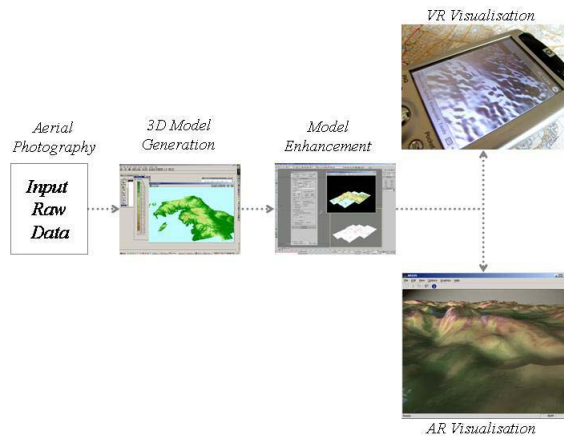 VR Visualisation
Aerial
Photography
3D Model
Generation
Model
Enhancement
Input
Raw
Data
AR Visualisation